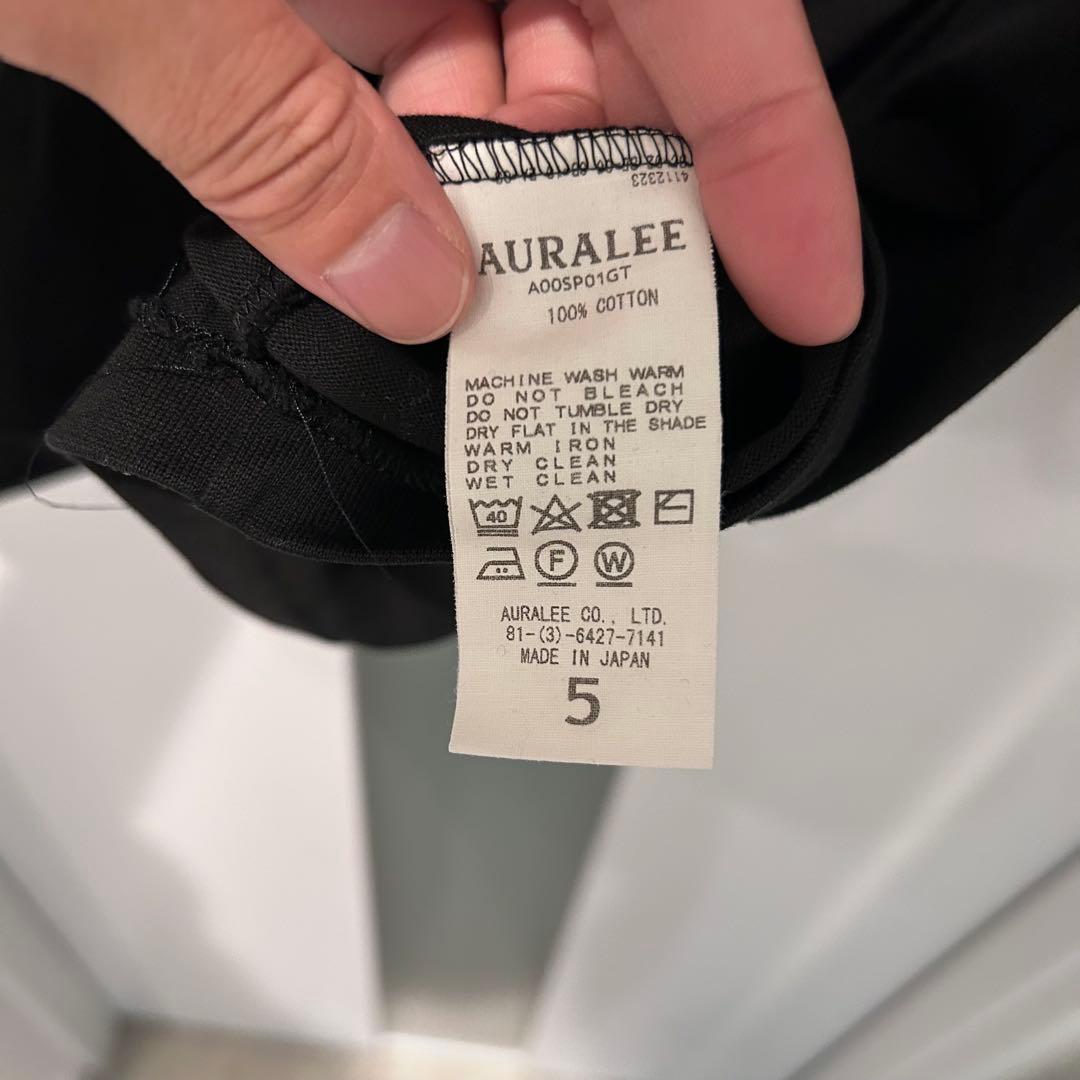 4112323
AURALEE
A00SP01GT
100% COTTON
MACHINE WASH WARM
DO NOT BLEACH
DO NOT TUMBLE DRY
DRY FLAT IN THE SHADE
WARM IRON
DRY CLEAN
WET CLEAN
40
F W
AURALEE CO., LTD.
81-(3)-6427-7141
MADE IN JAPAN
5